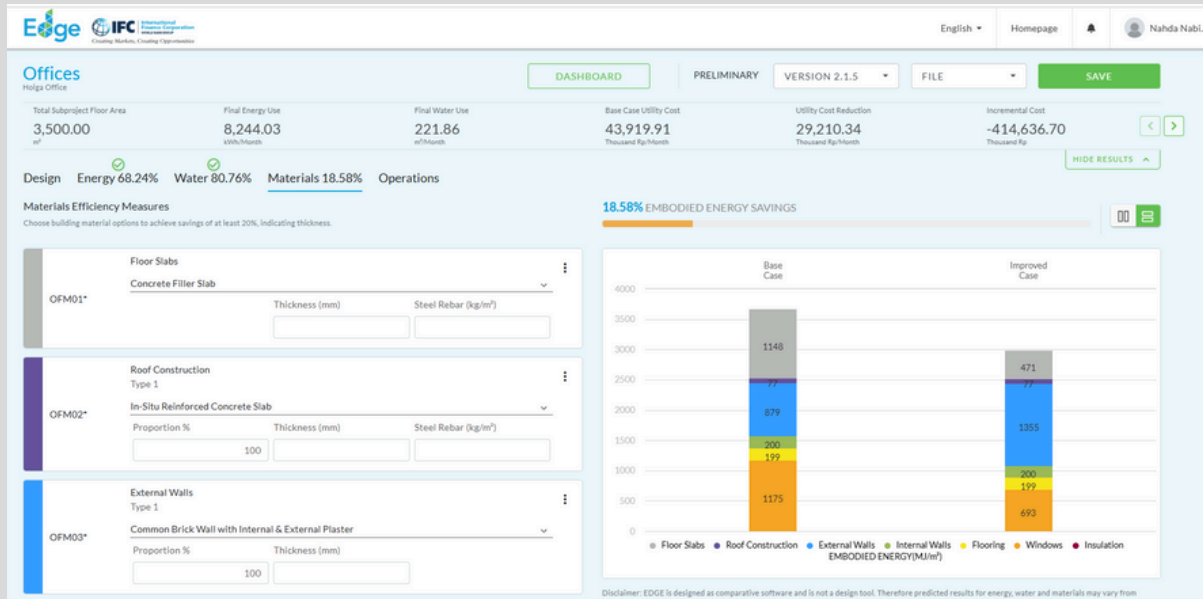 Edge IFC International Finance Corporation WORLD BANK GROUP
Creating Markets, Creating Opportunities
English Homepage Nahda Nabi..
Offices
Holga Office
DASHBOARD PRELIMINARY VERSION 2.1.5 FILE SAVE
Total Subproject Floor Area Final Energy Use Final Water Use Base Case Utility Cost Utility Cost Reduction Incremental Cost
3,500.00 8,244.03 221.86 43,919.91 29,210.34 -414,636.70
m² kWh/Month m³/Month Thousand Rp/Month Thousand Rp/Month Thousand Rp
HIDE RESULTS
Design Energy 68.24% Water 80.76% Materials 18.58% Operations
Materials Efficiency Measures
Choose building material options to achieve savings of at least 20%, indicating thickness.
OFM01*
Floor Slabs
Concrete Filler Slab
Thickness (mm) Steel Rebar (kg/m²)
OFM02*
Roof Construction
Type 1
In-Situ Reinforced Concrete Slab
Proportion % Thickness (mm) Steel Rebar (kg/m²)
100
OFM03*
External Walls
Type 1
Common Brick Wall with Internal & External Plaster
Proportion % Thickness (mm)
100
18.58% EMBODIED ENERGY SAVINGS
Base
Case
Improved
Case
4000
3500
3000
2500
2000
1500
1000
500
0
1148
77
879
200
199
1175
471
77
1355
200
199
693
Floor Slabs Roof Construction External Walls Internal Walls Flooring Windows Insulation
EMBODIED ENERGY(MJ/m²)
Disclaimer: EDGE is designed as comparative software and is not a design tool. Therefore predicted results for energy, water and materials may vary from